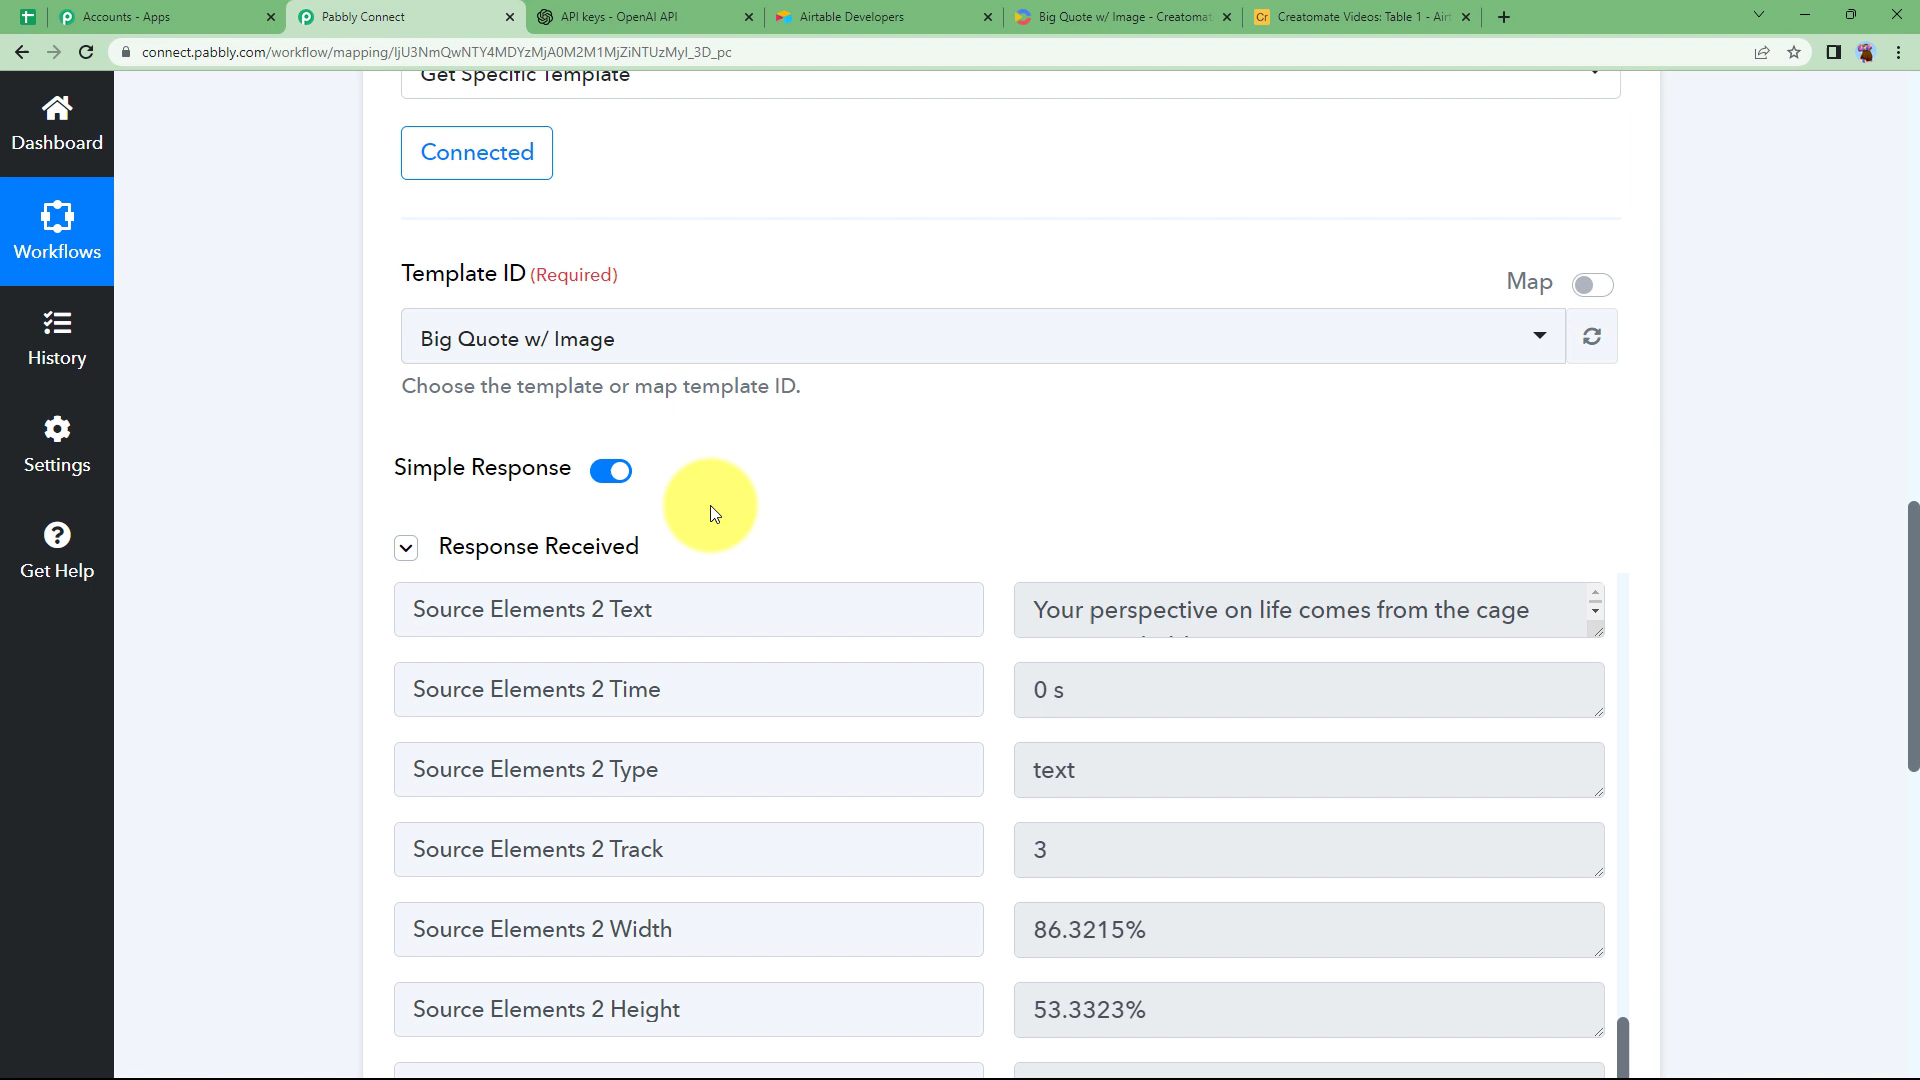 Accounts - Apps
Pabbly Connect
API keys - OpenAI API
Airtable Developers
Big Quote w/ Image - Creatomat
Cr
Creatomate Videos: Table 1 - Air
connect.pabbly.com/workflow/mapping/IjU3NmQwNTY4MDYzMjA0M2M1MjZiNTUzMyI_3D_pc
Get Specific Template
Dashboard
Connected
Workflows
Template ID (Required)
Map
History
Big Quote w/ Image
Choose the template or map template ID.
Settings
Simple Response
Response Received
Get Help
Source Elements 2 Text
Your perspective on life comes from the cage
Source Elements 2 Time
0 s
Source Elements 2 Type
text
Source Elements 2 Track
3
Source Elements 2 Width
86.3215%
Source Elements 2 Height
53.3323%